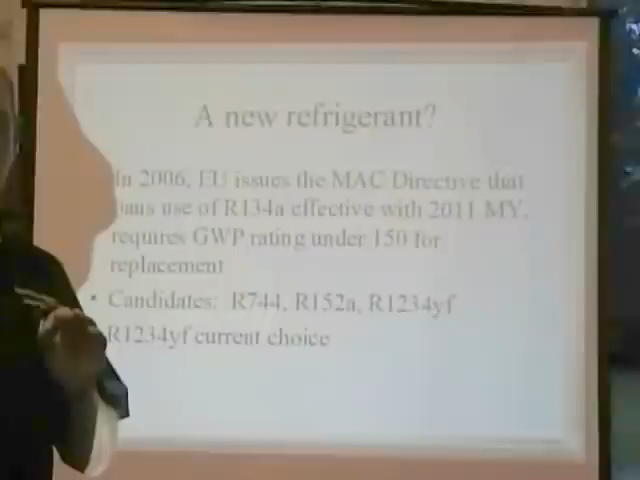 A new refrigerant?
In 2006, EU issues the MAC Directive that
bans use of R134a effective with 2011 MY,
requires GWP rating under 150 for
replacement
• Candidates: R744, R152a, R1234yf
R1234yf current choice